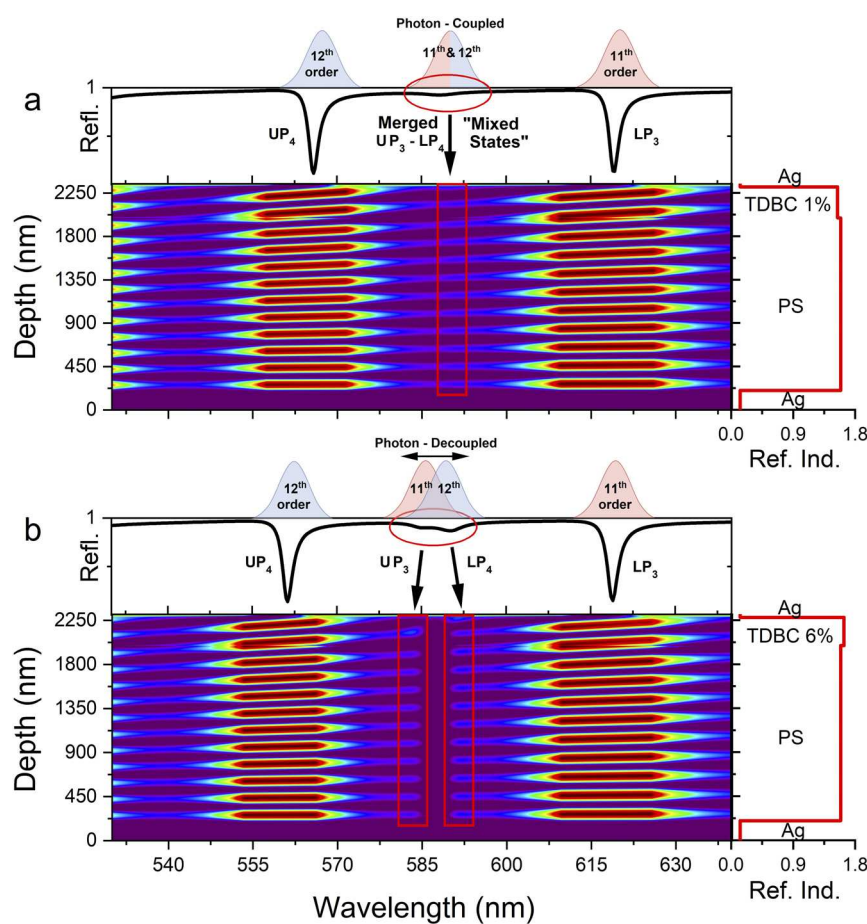 a
Photon - Coupled
12th order
11th & 12th
11th order
1
Refl.
UP4
Merged UP3 - LP4
"Mixed States"
LP3
Depth (nm)
2250
1800
1350
900
450
0
Ag
TDBC 1%
PS
Ag
0.0 0.9 1.8
Ref. Ind.
b
Photon - Decoupled
12th order
11th
12th
11th order
1
Refl.
UP4
UP3
LP4
LP3
Depth (nm)
2250
1800
1350
900
450
0
Ag
TDBC 6%
PS
Ag
540 555 570 585 600 615 630
Wavelength (nm)
0.0 0.9 1.8
Ref. Ind.